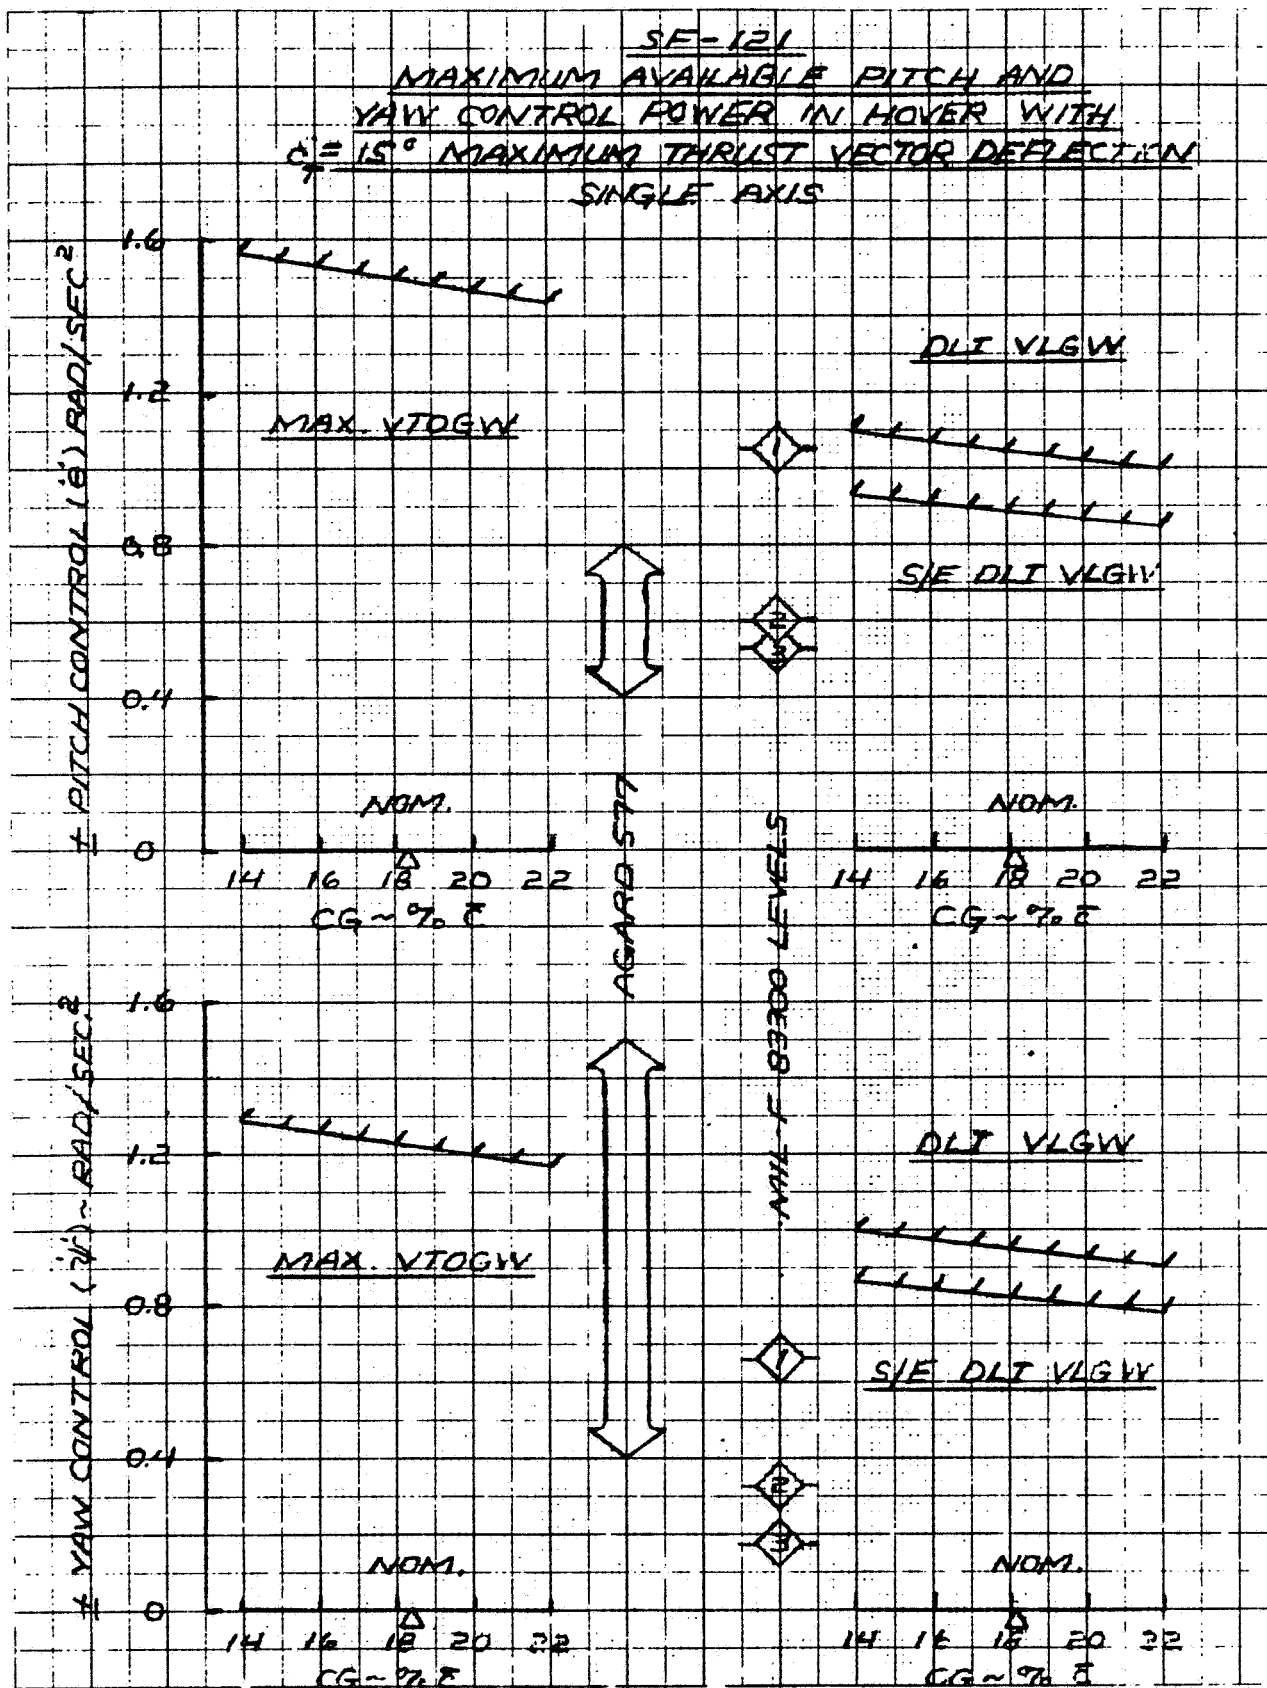 SF-121
MAXIMUM AVAILABLE PITCH AND
YAW CONTROL POWER IN HOVER WITH
= 15° MAXIMUM THRUST VECTOR DEFLECTION
SINGLE AXIS
± PITCH CONTROL (θ̈) RAD/SEC²
1.6
1.2
0.8
0.4
0
MAX. VTOGW
DLI VLGW
S/E DLI VLGW
1
2
3
NOM.
14 16 18 20 22
CG ~ % c̄
AGARD 577
MIL-F 83300 LEVELS
NOM.
14 16 18 20 22
CG ~ % c̄
± YAW CONTROL (ψ̈) ~ RAD/SEC.²
1.6
1.2
0.8
0.4
0
MAX. VTOGW
DLI VLGW
S/E DLI VLGW
1
2
3
NOM.
14 16 18 20 22
CG ~ % c̄
NOM.
14 16 18 20 22
CG ~ % c̄